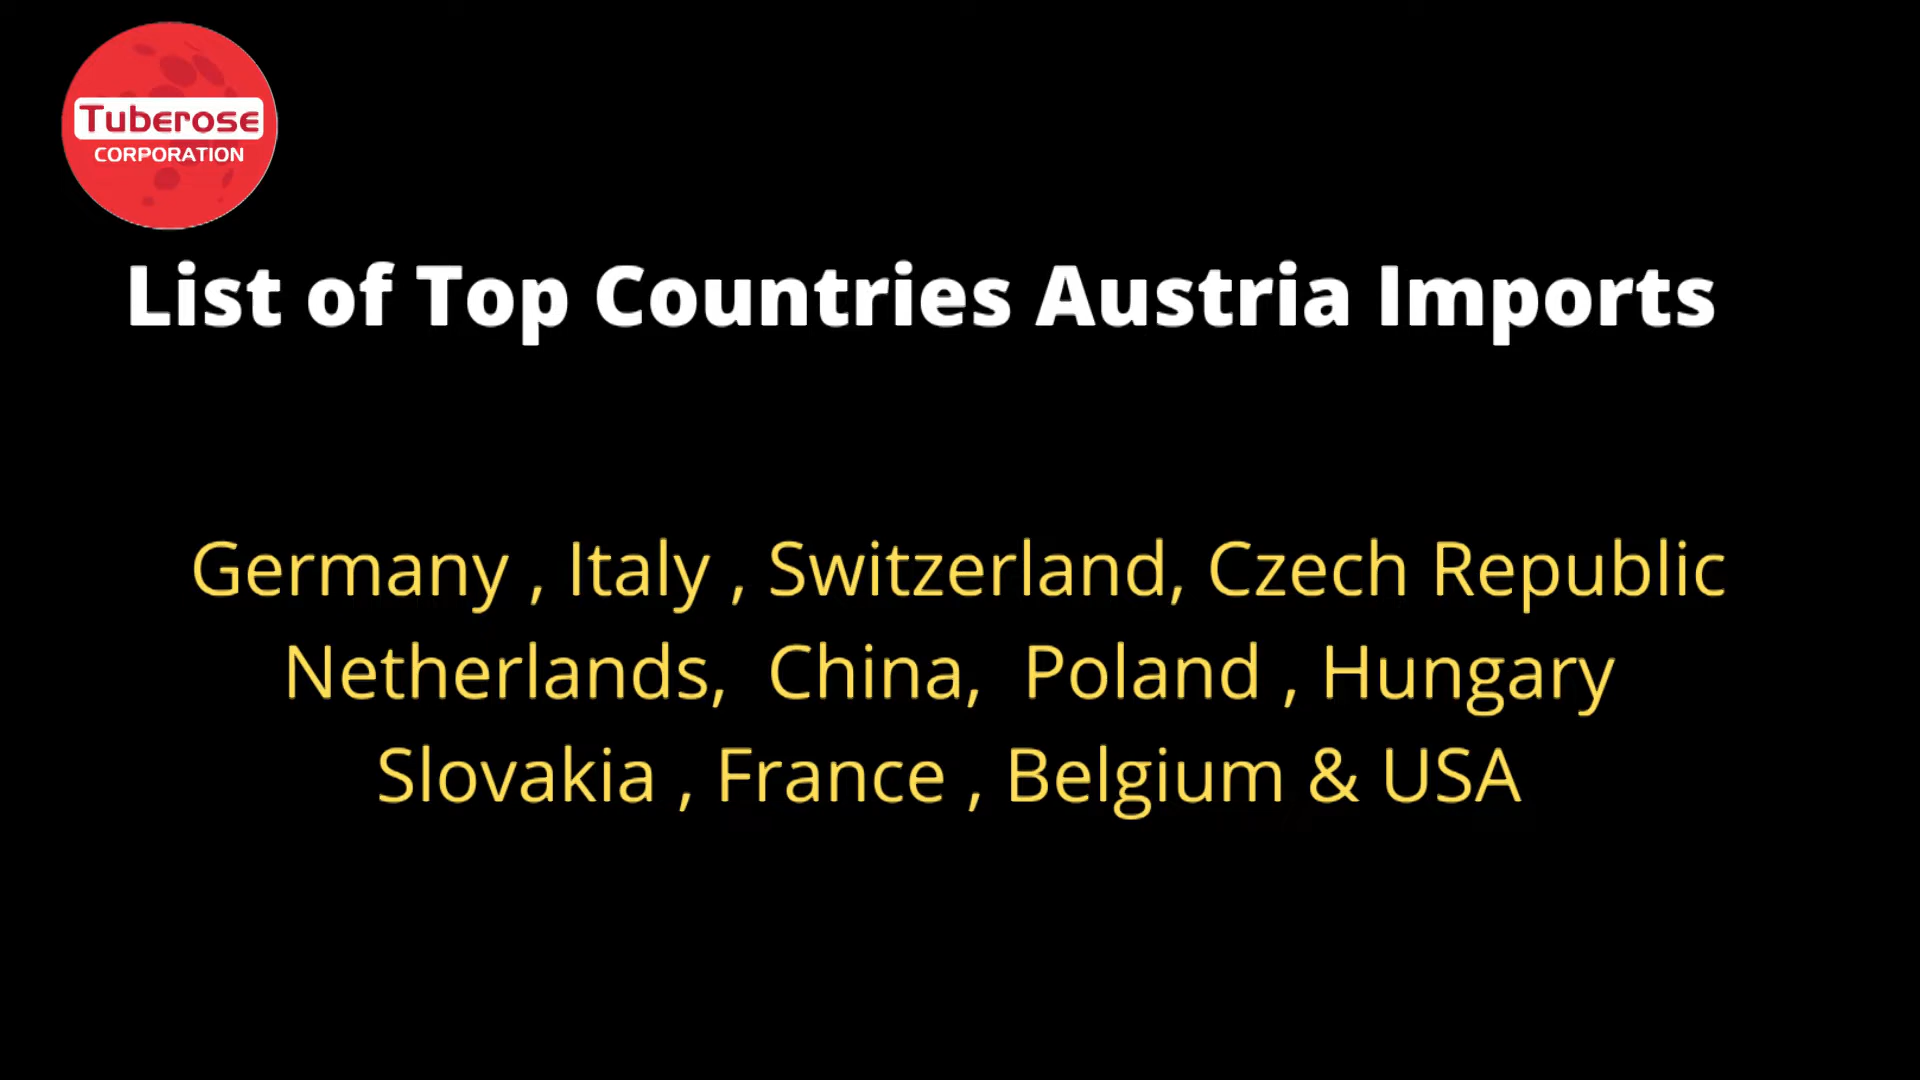 Tuberose
CORPORATION
List of Top Countries Austria Imports
Germany , Italy , Switzerland, Czech Republic
Netherlands, China, Poland , Hungary
Slovakia , France , Belgium & USA